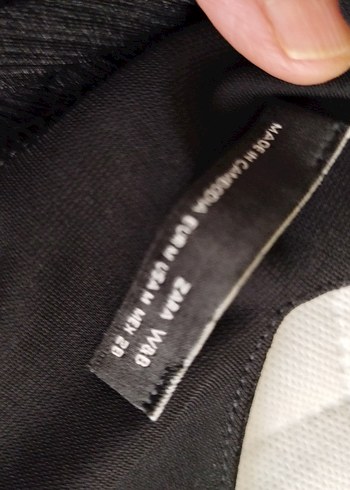 ZARA W&B
MADE IN CAMBODIA EUR M USA M MEX 28